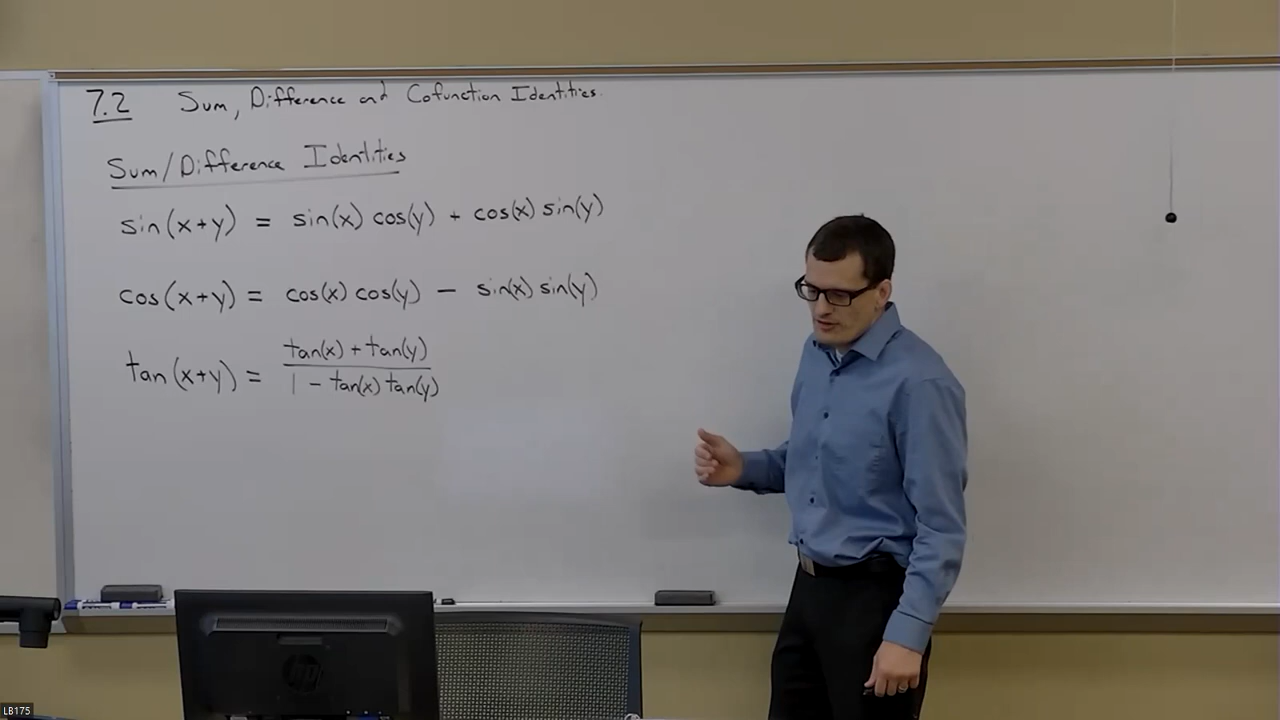 7.2 Sum, Difference and Cofunction Identities.
Sum/Difference Identities
sin(x+y) = sin(x) cos(y) + cos(x) sin(y)
cos(x+y) = cos(x) cos(y) − sin(x) sin(y)
tan(x+y) = tan(x) + tan(y) / 1 − tan(x) tan(y)
hp
LB175